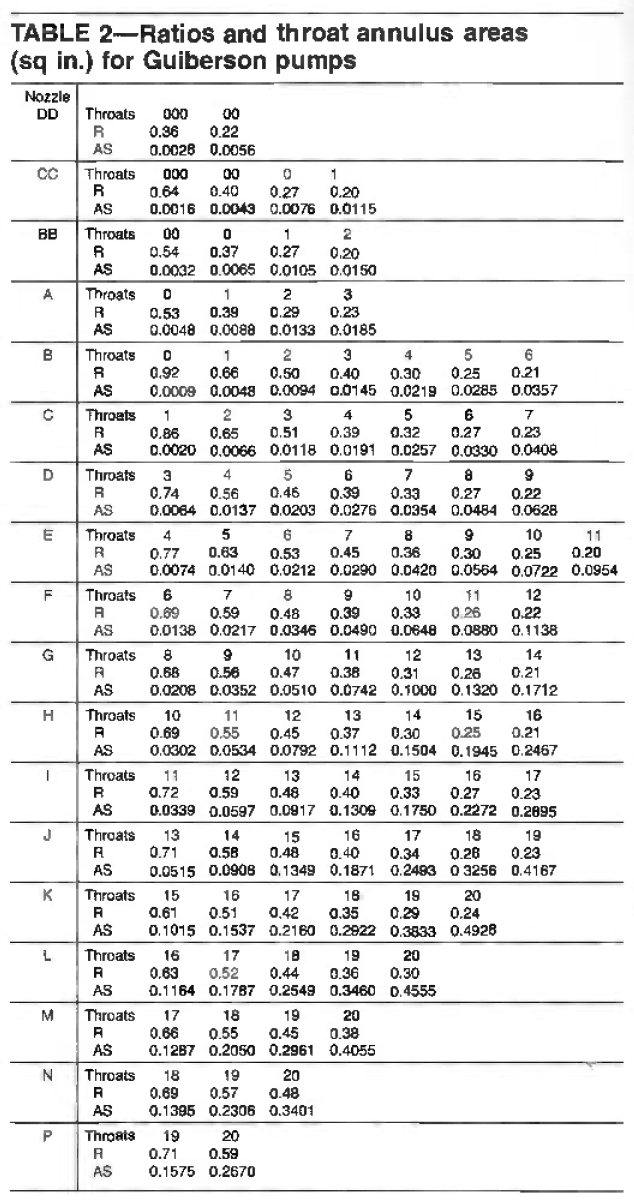 TABLE 2—Ratios and throat annulus areas
(sq in.) for Guiberson pumps
Nozzle
DD Throats 000 00
R 0.36 0.22
AS 0.0028 0.0056
CC Throats 000 00 0 1
R 0.64 0.40 0.27 0.20
AS 0.0016 0.0043 0.0076 0.0115
BB Throats 00 0 1 2
R 0.54 0.37 0.27 0.20
AS 0.0032 0.0065 0.0105 0.0150
A Throats 0 1 2 3
R 0.53 0.39 0.29 0.23
AS 0.0048 0.0088 0.0133 0.0185
B Throats 0 1 2 3 4 5 6
R 0.92 0.66 0.50 0.40 0.30 0.25 0.21
AS 0.0009 0.0048 0.0094 0.0145 0.0219 0.0285 0.0357
C Throats 1 2 3 4 5 6 7
R 0.86 0.65 0.51 0.39 0.32 0.27 0.23
AS 0.0020 0.0066 0.0118 0.0191 0.0257 0.0330 0.0408
D Throats 3 4 5 6 7 8 9
R 0.74 0.56 0.46 0.39 0.33 0.27 0.22
AS 0.0064 0.0137 0.0203 0.0276 0.0354 0.0484 0.0628
E Throats 4 5 6 7 8 9 10 11
R 0.77 0.63 0.53 0.45 0.36 0.30 0.25 0.20
AS 0.0074 0.0140 0.0212 0.0290 0.0420 0.0564 0.0722 0.0954
F Throats 6 7 8 9 10 11 12
R 0.69 0.59 0.48 0.39 0.33 0.26 0.22
AS 0.0138 0.0217 0.0346 0.0490 0.0648 0.0880 0.1138
G Throats 8 9 10 11 12 13 14
R 0.68 0.56 0.47 0.38 0.31 0.26 0.21
AS 0.0208 0.0352 0.0510 0.0742 0.1000 0.1320 0.1712
H Throats 10 11 12 13 14 15 16
R 0.69 0.55 0.45 0.37 0.30 0.25 0.21
AS 0.0302 0.0534 0.0792 0.1112 0.1504 0.1945 0.2467
I Throats 11 12 13 14 15 16 17
R 0.72 0.59 0.48 0.40 0.33 0.27 0.23
AS 0.0339 0.0597 0.0917 0.1309 0.1750 0.2272 0.2895
J Throats 13 14 15 16 17 18 19
R 0.71 0.58 0.48 0.40 0.34 0.28 0.23
AS 0.0515 0.0908 0.1349 0.1871 0.2493 0 3256 0.4167
K Throats 15 16 17 18 19 20
R 0.61 0.51 0.42 0.35 0.29 0.24
AS 0.1015 0.1537 0.2160 0.2922 0.3833 0.4928
L Throats 16 17 18 19 20
R 0.63 0.52 0.44 0.36 0.30
AS 0.1164 0.1787 0.2549 0.3460 0.4555
M Throats 17 18 19 20
R 0.66 0.55 0.45 0.38
AS 0.1287 0.2050 0.2961 0.4055
N Throats 18 19 20
R 0.69 0.57 0.48
AS 0.1395 0.2306 0.3401
P Throats 19 20
R 0.71 0.59
AS 0.1575 0.2670